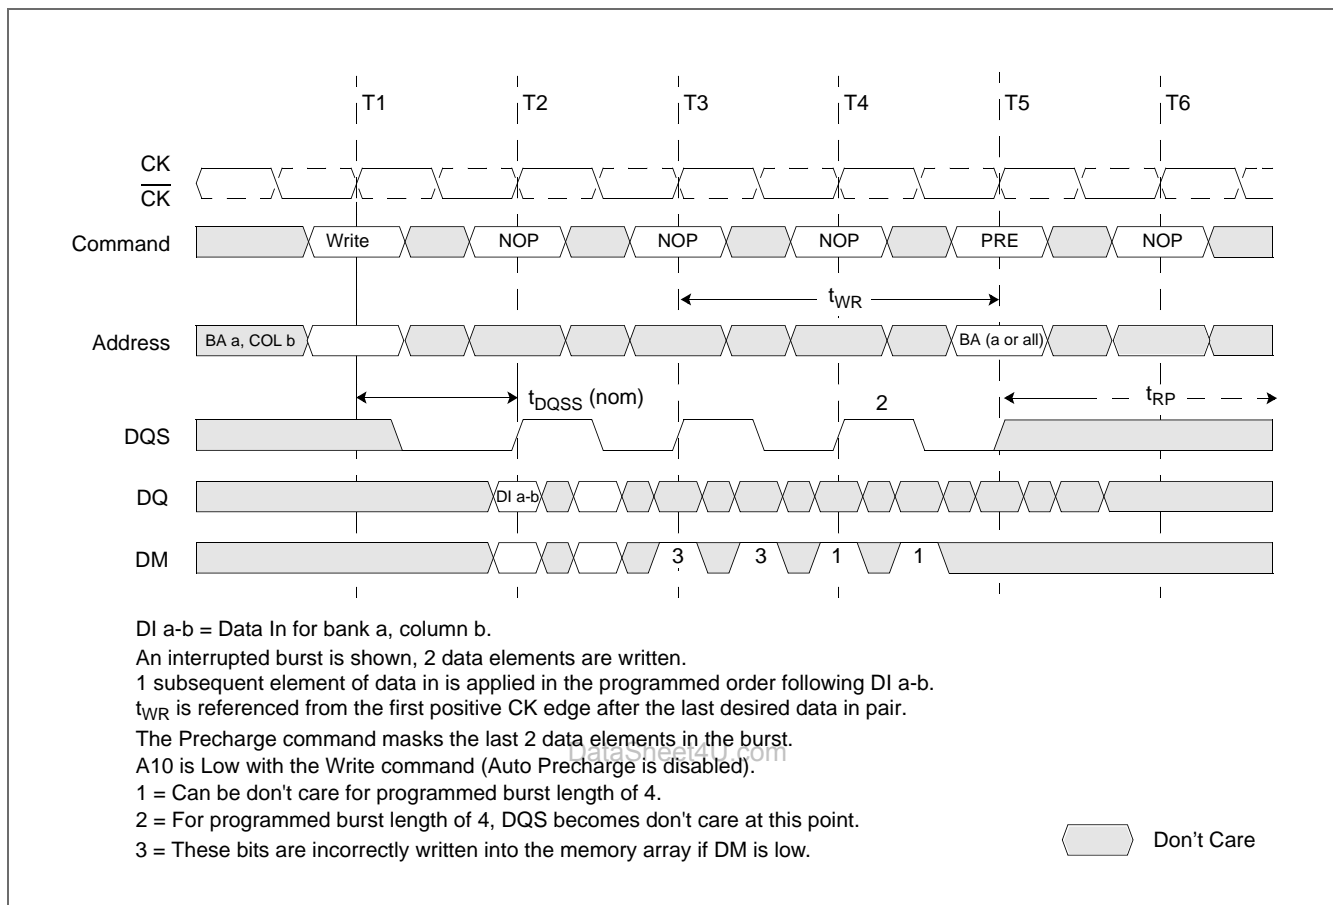 T1 T2 T3 T4 T5 T6
CK
CK
Command Write NOP NOP NOP PRE NOP
tWR
Address BA a, COL b BA (a or all)
tDQSS (nom) 2 tRP
DQS
DQ DI a-b
DM 3 3 1 1
DI a-b = Data In for bank a, column b.
An interrupted burst is shown, 2 data elements are written.
1 subsequent element of data in is applied in the programmed order following DI a-b.
tWR is referenced from the first positive CK edge after the last desired data in pair.
The Precharge command masks the last 2 data elements in the burst.
DataSheet4U.com
A10 is Low with the Write command (Auto Precharge is disabled).
1 = Can be don't care for programmed burst length of 4.
2 = For programmed burst length of 4, DQS becomes don't care at this point.
3 = These bits are incorrectly written into the memory array if DM is low.
Don't Care